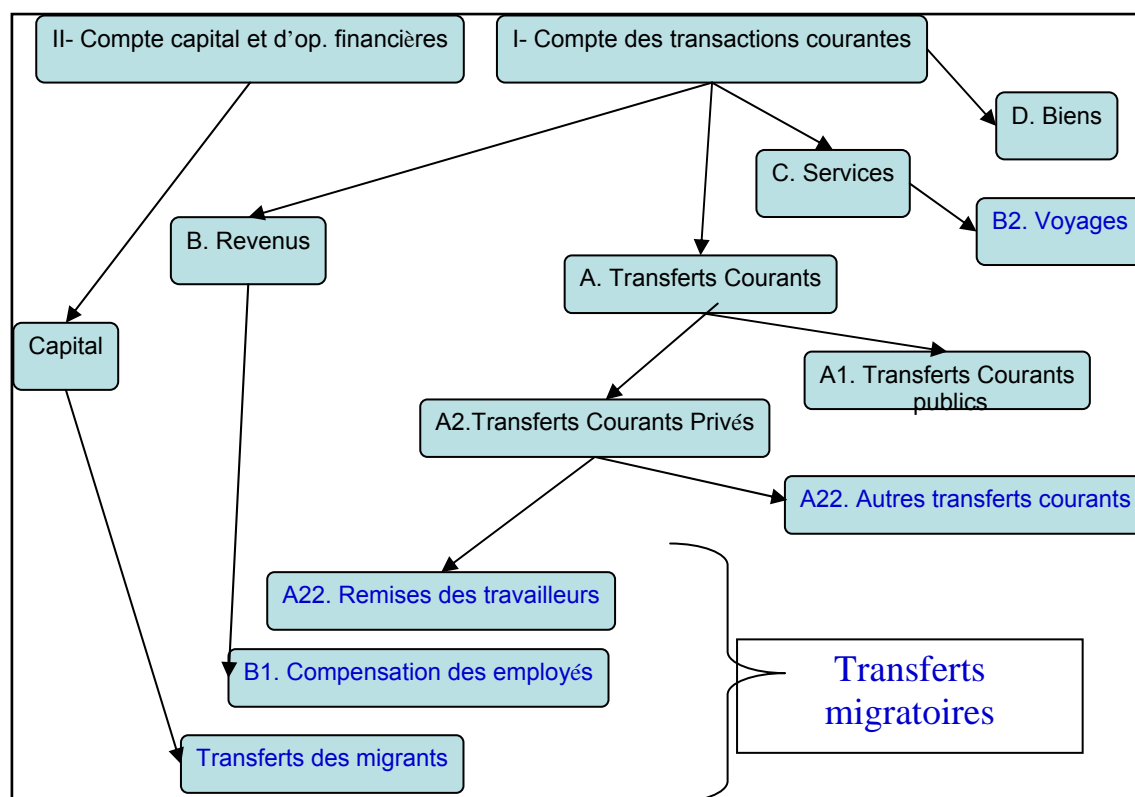 II- Compte capital et d'op. financières
I- Compte des transactions courantes
D. Biens
C. Services
B2. Voyages
B. Revenus
A. Transferts Courants
Capital
A1. Transferts Courants
publics
A2.Transferts Courants Privés
A22. Autres transferts courants
A22. Remises des travailleurs
B1. Compensation des employés
Transferts
migratoires
Transferts des migrants